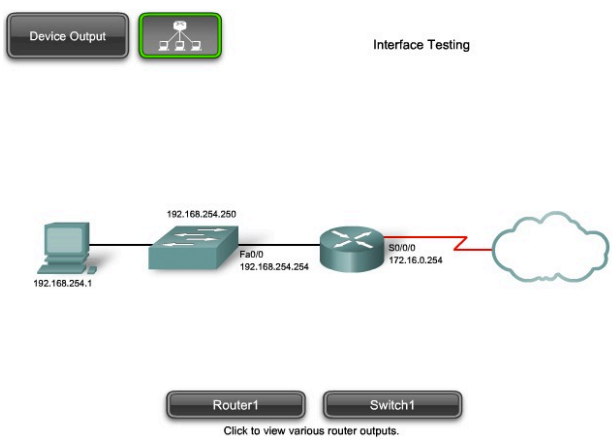 Device Output
Interface Testing
192.168.254.250
Fa0/0
192.168.254.254
S0/0/0
172.16.0.254
192.168.254.1
Router1
Switch1
Click to view various router outputs.